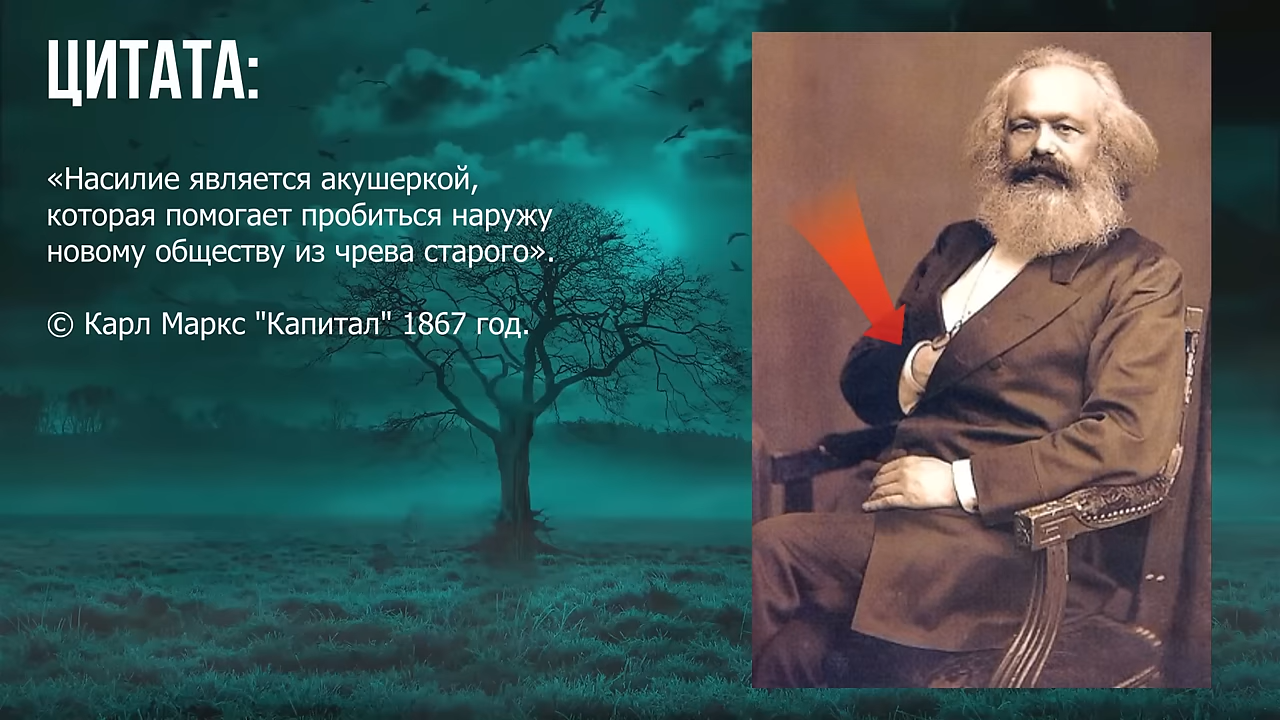 ЦИТАТА:
«Насилие является акушеркой,
которая помогает пробиться наружу
новому обществу из чрева старого».
© Карл Маркс "Капитал" 1867 год.